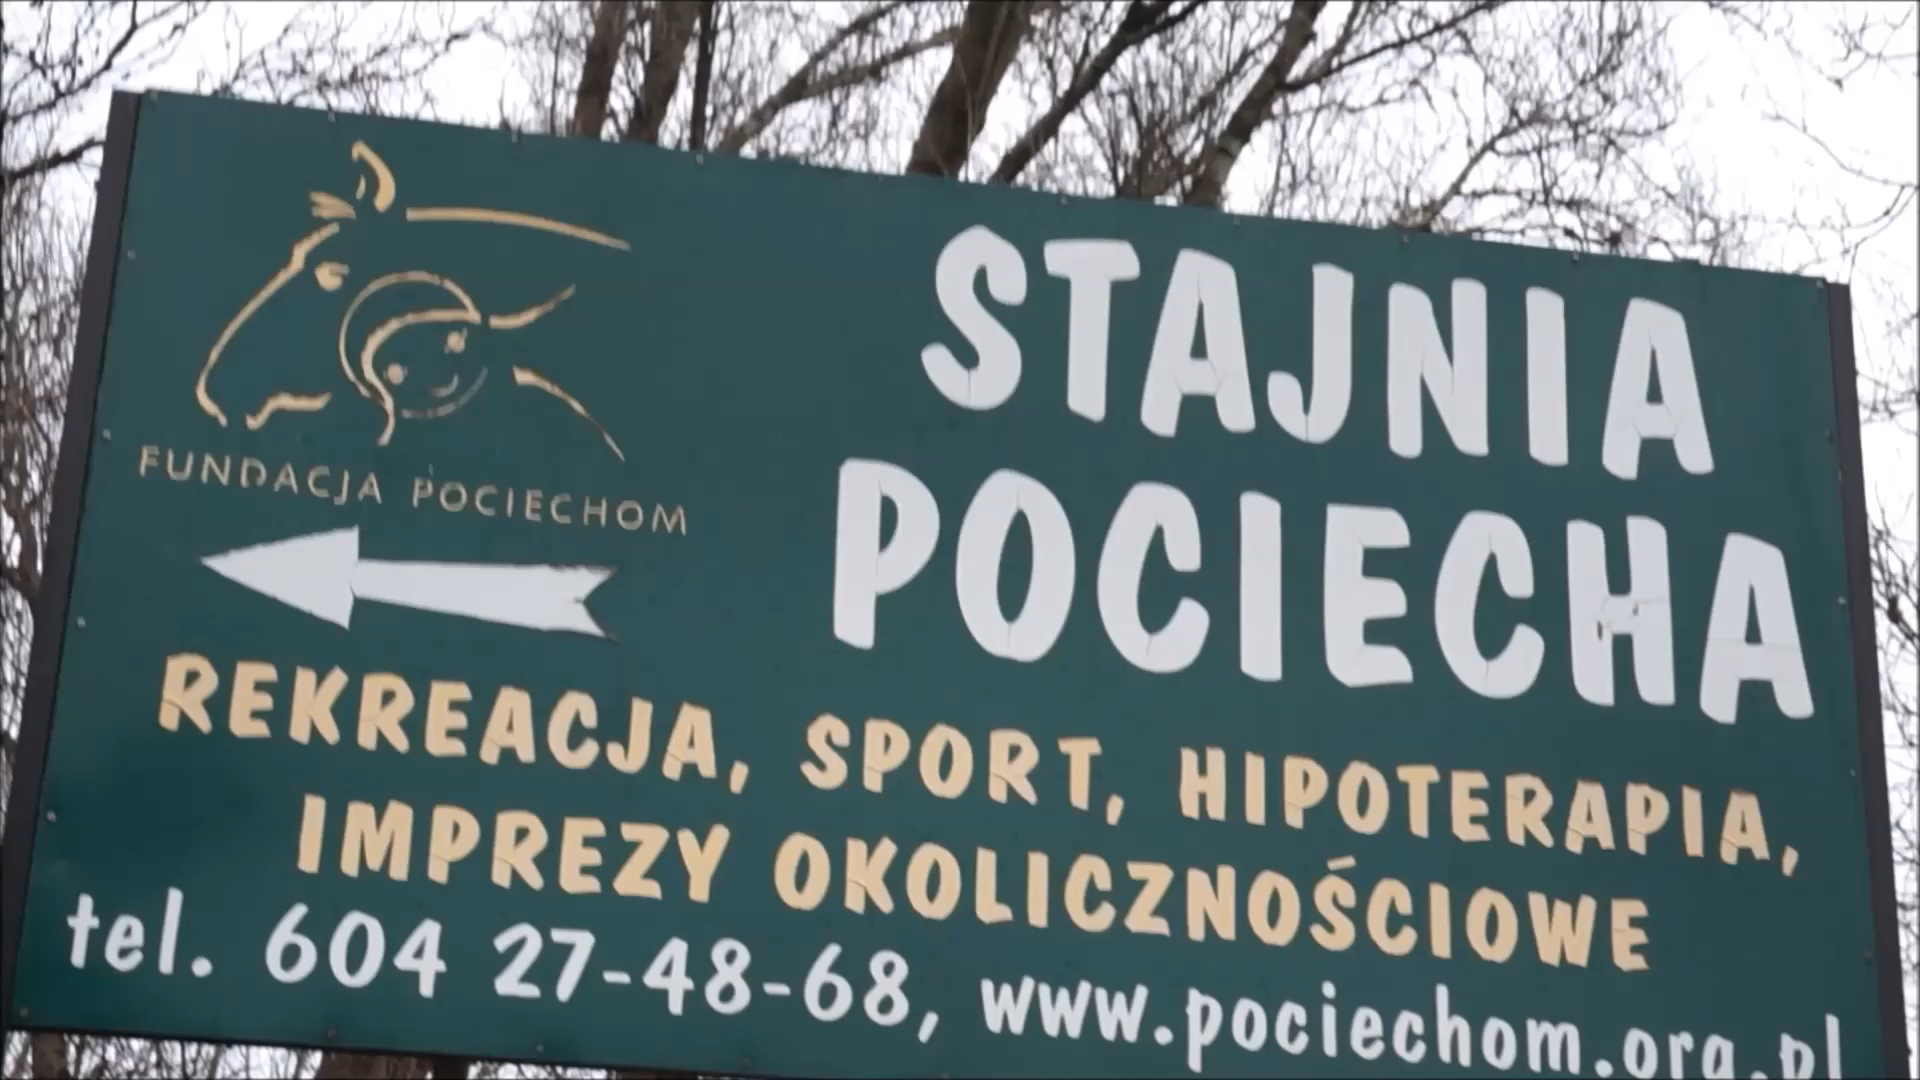 FUNDACJA POCIECHOM
STAJNIA
POCIECHA
REKREACJA, SPORT, HIPOTERAPIA,
IMPREZY OKOLICZNOŚCIOWE
tel. 604 27-48-68, www.pociechom.org.pl